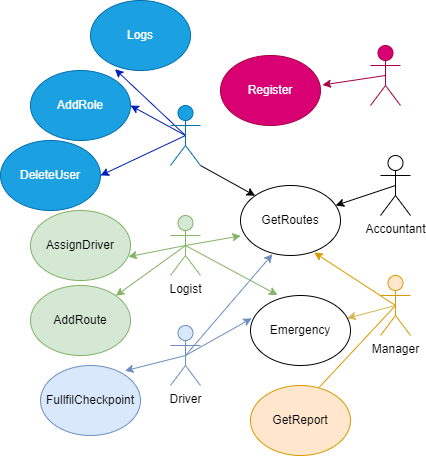 Logs
Register
AddRole
DeleteUser
GetRoutes
Accountant
AssignDriver
Logist
AddRoute
Emergency
Manager
FullfilCheckpoint
Driver
GetReport